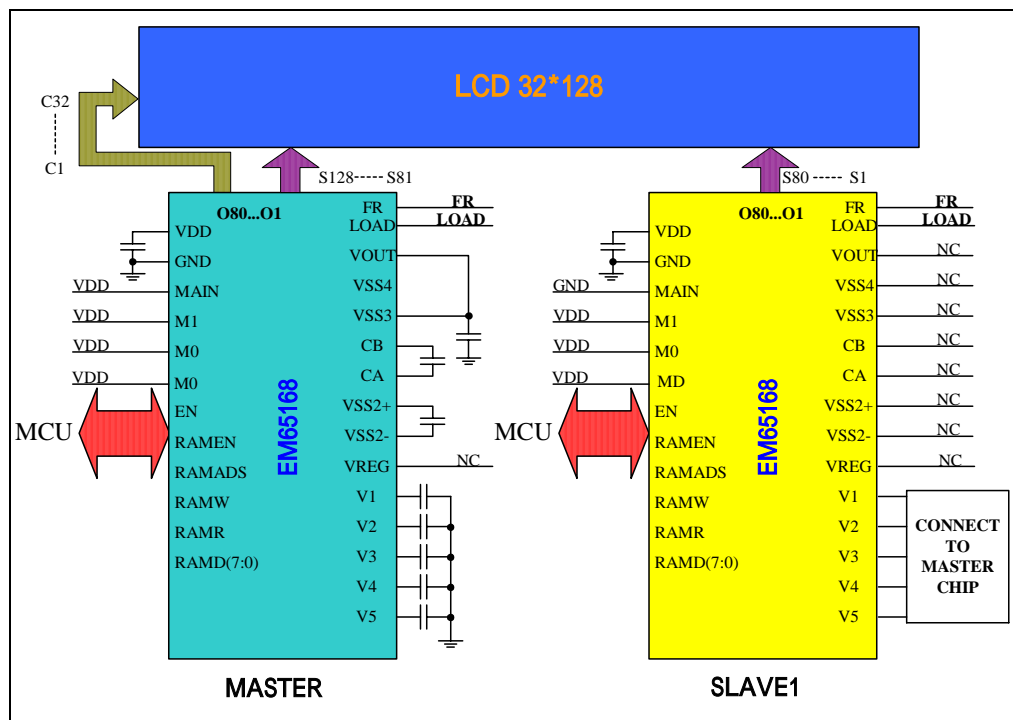 LCD 32*128
C32
C1
S128 ----- S81
S80 ---- S1
O80...O1
VDD
GND
MAIN
M1
M0
M0
EN
RAMEN
RAMADS
RAMW
RAMR
RAMD(7:0)
VDD
VDD
VDD
VDD
MCU
EM65168
FR
LOAD
VOUT
VSS4
VSS3
CB
CA
VSS2+
VSS2-
VREG
V1
V2
V3
V4
V5
FR
LOAD
NC
MASTER
O80...O1
VDD
GND
MAIN
M1
M0
MD
EN
RAMEN
RAMADS
RAMW
RAMR
RAMD(7:0)
GND
VDD
VDD
VDD
MCU
EM65168
FR
LOAD
VOUT
VSS4
VSS3
CB
CA
VSS2+
VSS2-
VREG
V1
V2
V3
V4
V5
FR
LOAD
NC
NC
NC
NC
NC
NC
NC
NC
CONNECT
TO
MASTER
CHIP
SLAVE1